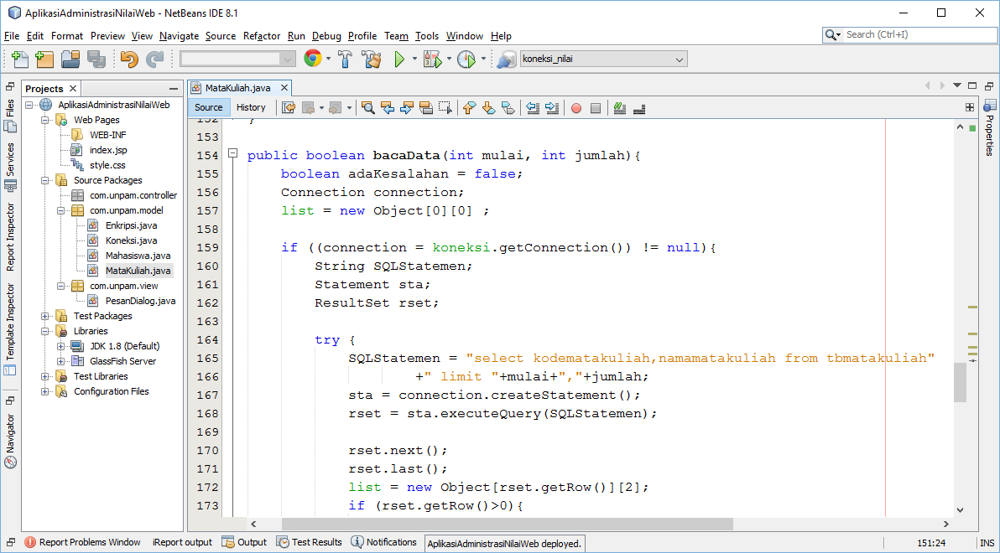 AplikasiAdministrasiNilaiWeb - NetBeans IDE 8.1
File Edit Format Preview View Navigate Source Refactor Run Debug Profile Team Tools Window Help
Search (Ctrl+I)
koneksi_nilai
Files
Services
Report Inspector
Template Inspector
Navigator
Projects
AplikasiAdministrasiNilaiWeb
Web Pages
WEB-INF
index.jsp
style.css
Source Packages
com.unpam.controller
com.unpam.model
Enkripsi.java
Koneksi.java
Mahasiswa.java
MataKuliah.java
com.unpam.view
PesanDialog.java
Test Packages
Libraries
JDK 1.8 (Default)
GlassFish Server
Test Libraries
Configuration Files
MataKuliah.java
Source History
152 }
153
154 public boolean bacaData(int mulai, int jumlah){
155 boolean adaKesalahan = false;
156 Connection connection;
157 list = new Object[0][0] ;
158
159 if ((connection = koneksi.getConnection()) != null){
160 String SQLStatemen;
161 Statement sta;
162 ResultSet rset;
163
164 try {
165 SQLStatemen = "select kodematakuliah,namamatakuliah from tbmatakuliah"
166 +" limit "+mulai+","+jumlah;
167 sta = connection.createStatement();
168 rset = sta.executeQuery(SQLStatemen);
169
170 rset.next();
171 rset.last();
172 list = new Object[rset.getRow()][2];
173 if (rset.getRow()>0){
Properties
Report Problems Window iReport output Output Test Results Notifications AplikasiAdministrasiNilaiWeb deployed. 151:24 INS